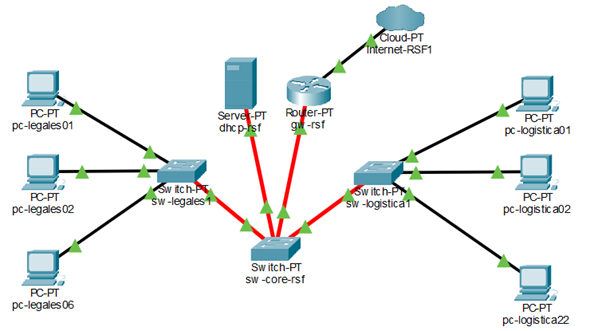 Cloud-PT
Internet-RSF1
Server-PT
dhcp-rsf
Router-PT
gw-rsf
PC-PT
pc-legales01
PC-PT
pc-logistica01
Switch-PT
sw-legales1
Switch-PT
sw-logistica1
PC-PT
pc-legales02
PC-PT
pc-logistica02
Switch-PT
sw-core-rsf
PC-PT
pc-legales06
PC-PT
pc-logistica22